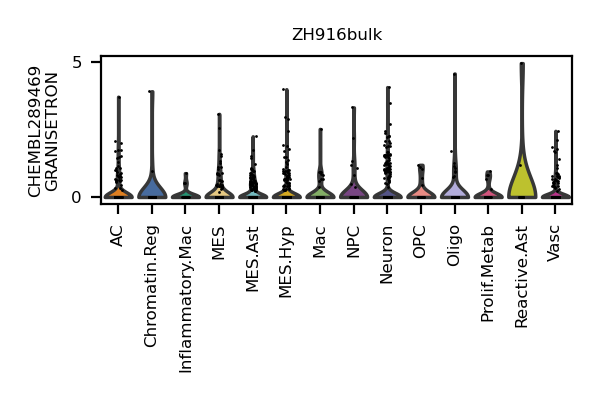 ZH916bulk
CHEMBL289469
GRANISETRON
5
0
AC
Chromatin.Reg
Inflammatory.Mac
MES
MES.Ast
MES.Hyp
Mac
NPC
Neuron
OPC
Oligo
Prolif.Metab
Reactive.Ast
Vasc